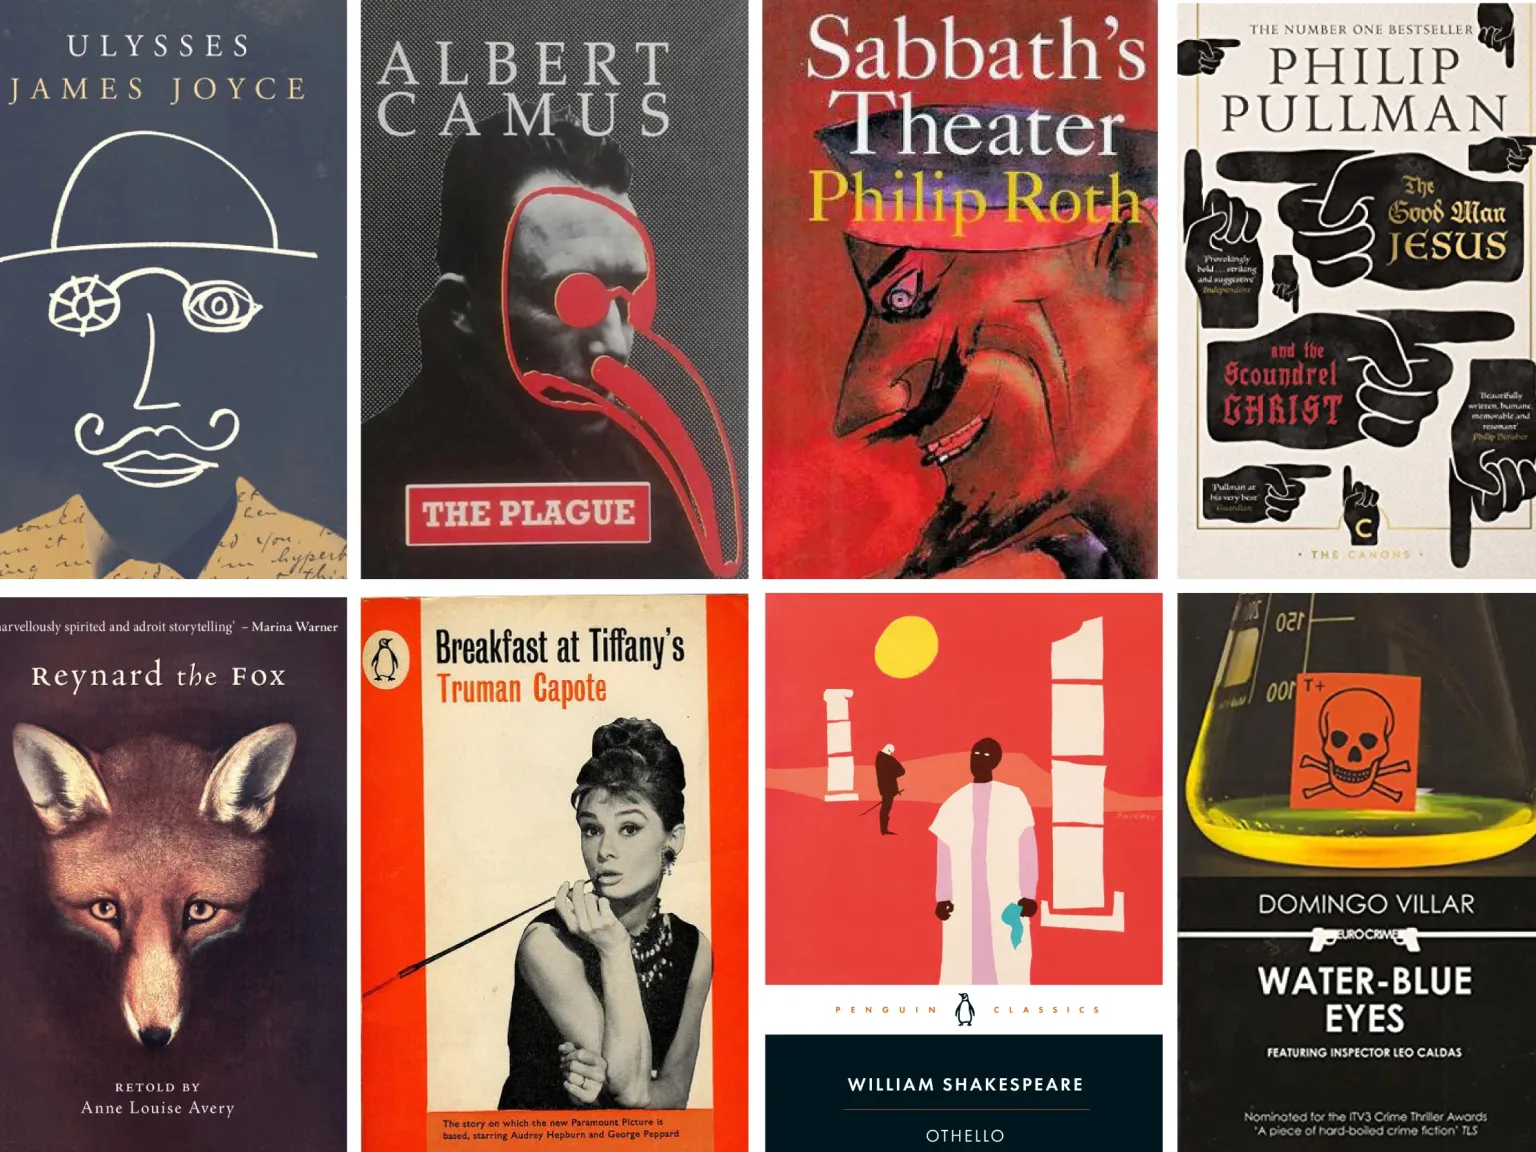 ULYSSES
JAMES JOYCE
ALBERT
CAMUS
THE PLAGUE
Sabbath's
Theater
Philip Roth
THE NUMBER ONE BESTSELLER
PHILIP
PULLMAN
The
Good Man
JESUS
'Provokingly
bold . . . striking
and suggestive'
Independent
and the
Scoundrel
CHRIST
'Beautifully
written, humane,
memorable and
resonant'
Philip Hensher
'Pullman at
his very best'
Guardian
C
• THE CANONS •
arvellously spirited and adroit storytelling' – Marina Warner
Reynard the Fox
RETOLD BY
Anne Louise Avery
Breakfast at Tiffany's
Truman Capote
The story on which the new Paramount Picture is
based, starring Audrey Hepburn and George Peppard
PENGUIN CLASSICS
WILLIAM SHAKESPEARE
OTHELLO
150
100
T+
DOMINGO VILLAR
EUROCRIME
WATER-BLUE
EYES
FEATURING INSPECTOR LEO CALDAS
Nominated for the ITV3 Crime Thriller Awards
'A piece of hard-boiled crime fiction' TLS